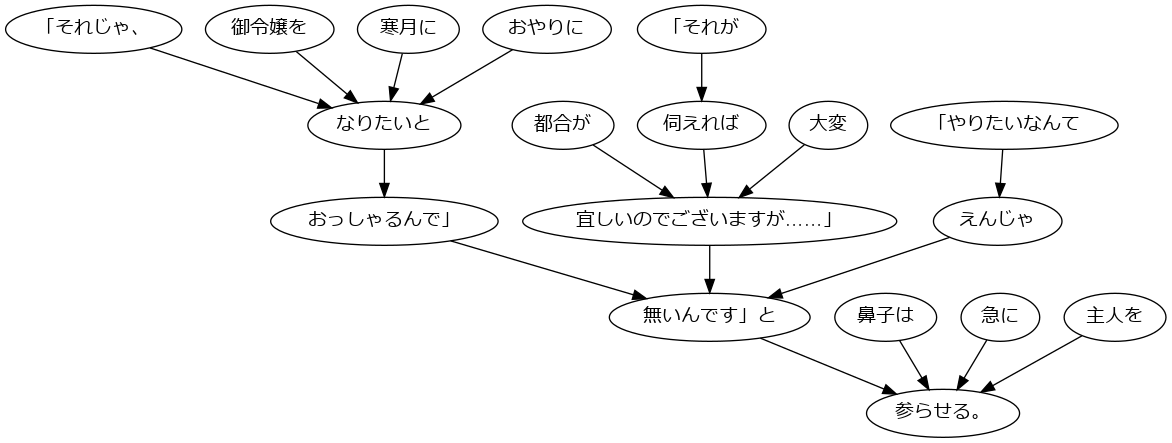 「それじゃ、
御令嬢を
寒月に
おやりに
「それが
なりたいと
都合が
伺えれば
大変
「やりたいなんて
おっしゃるんで」
宜しいのでございますが……」
えんじゃ
無いんです」と
鼻子は
急に
主人を
参らせる。